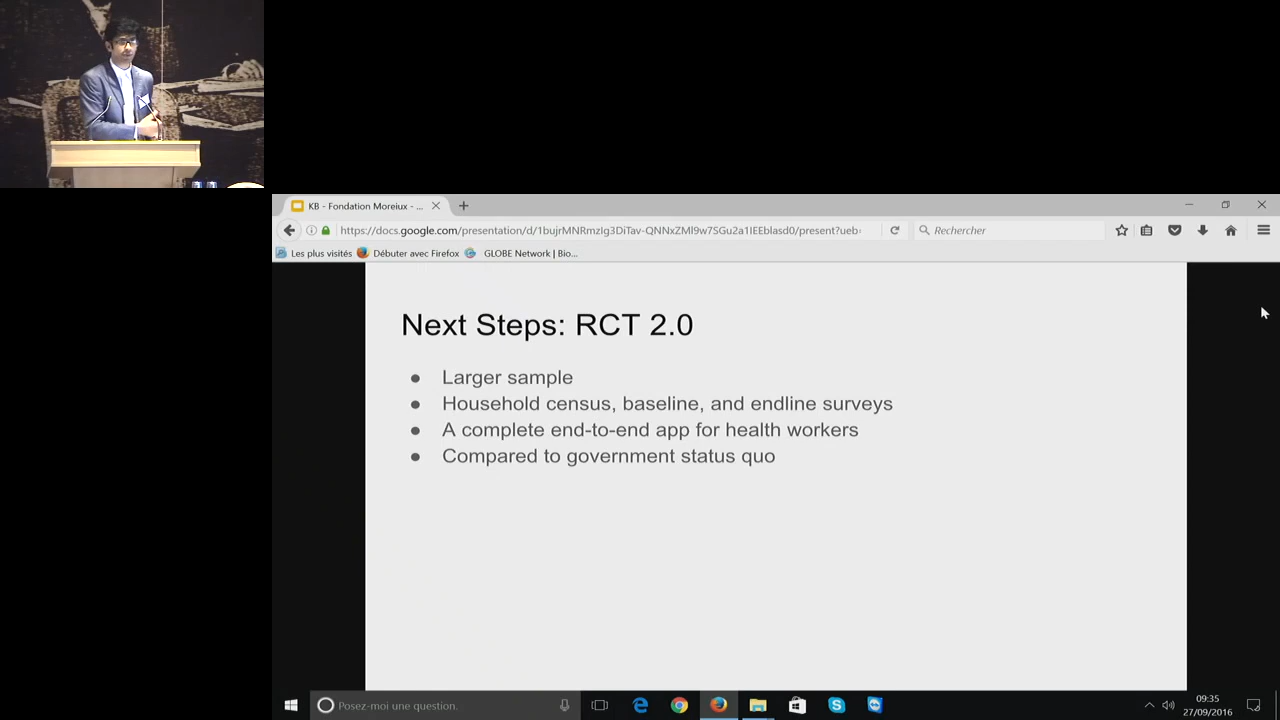 KB - Fondation Moreiux - ...
https://docs.google.com/presentation/d/1bujrMNRmzIg3DiTav-QNNxZMl9w7SGu2a1IEEblasd0/present?ueb=
Rechercher
Les plus visités
Débuter avec Firefox
GLOBE Network | Bio...
Next Steps: RCT 2.0
● Larger sample
● Household census, baseline, and endline surveys
● A complete end-to-end app for health workers
● Compared to government status quo
Posez-moi une question.
09:35
27/09/2016